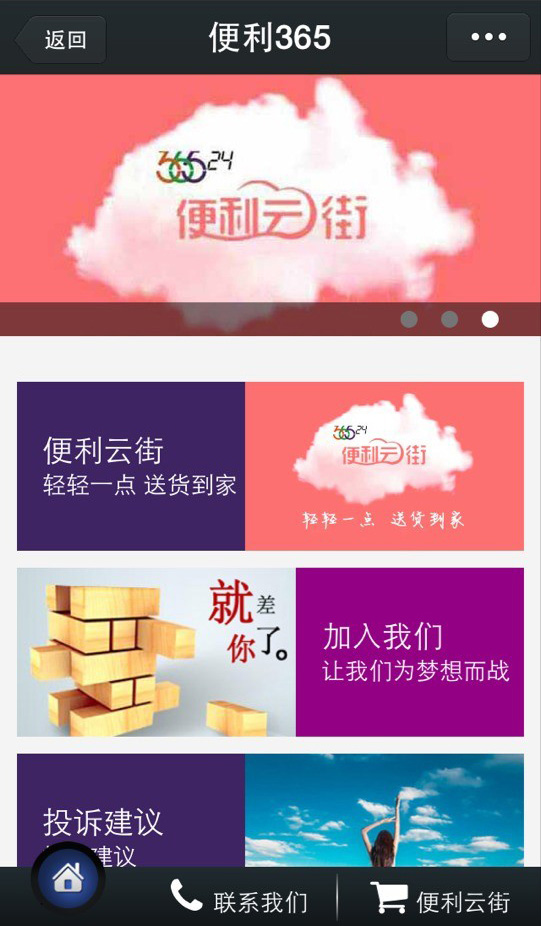 返回
便利365
365 24
便利云街
便利云街
轻轻一点 送货到家
365 24
便利云街
轻轻一点 送货到家
就差
你了。
加入我们
让我们为梦想而战
投诉建议
建议
联系我们
便利云街